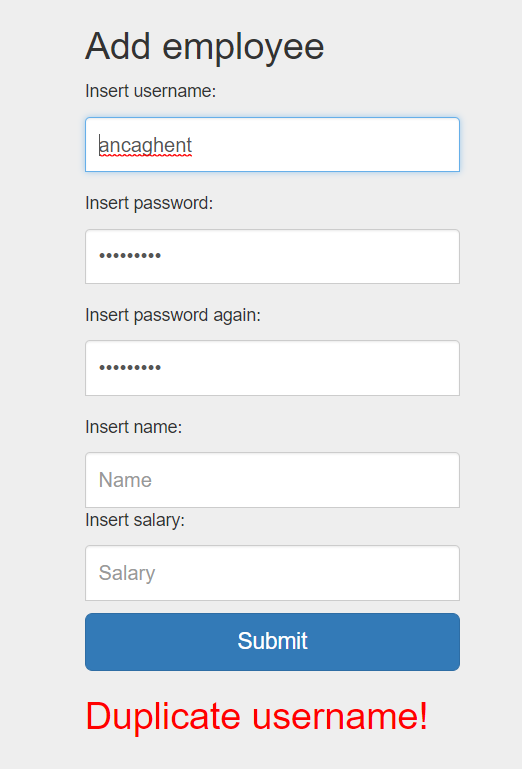 Add employee
Insert username:
ancaghent
Insert password:
•••••••••
Insert password again:
•••••••••
Insert name:
Name
Insert salary:
Salary
Submit
Duplicate username!